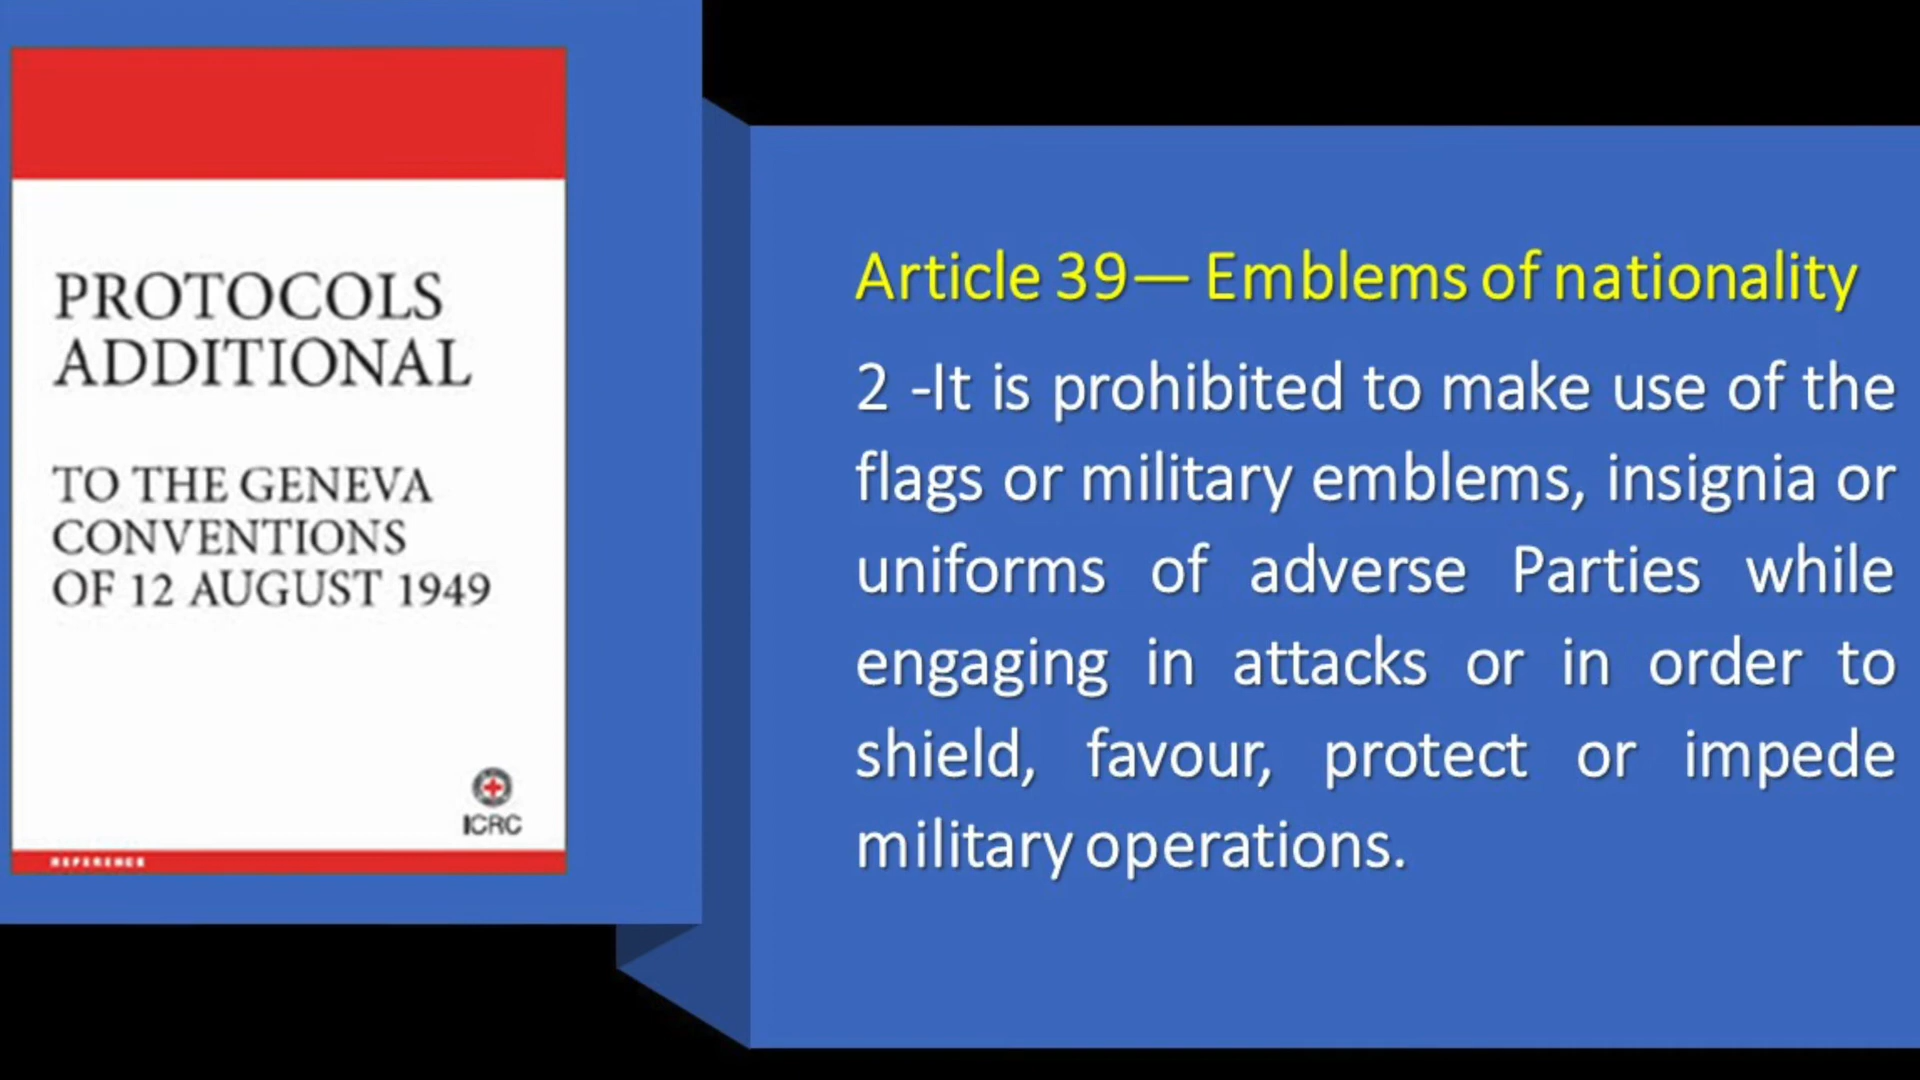 PROTOCOLS
ADDITIONAL
TO THE GENEVA
CONVENTIONS
OF 12 AUGUST 1949
ICRC
REFERENCE
Article 39— Emblems of nationality
2 -It is prohibited to make use of the
flags or military emblems, insignia or
uniforms of adverse Parties while
engaging in attacks or in order to
shield, favour, protect or impede
military operations.